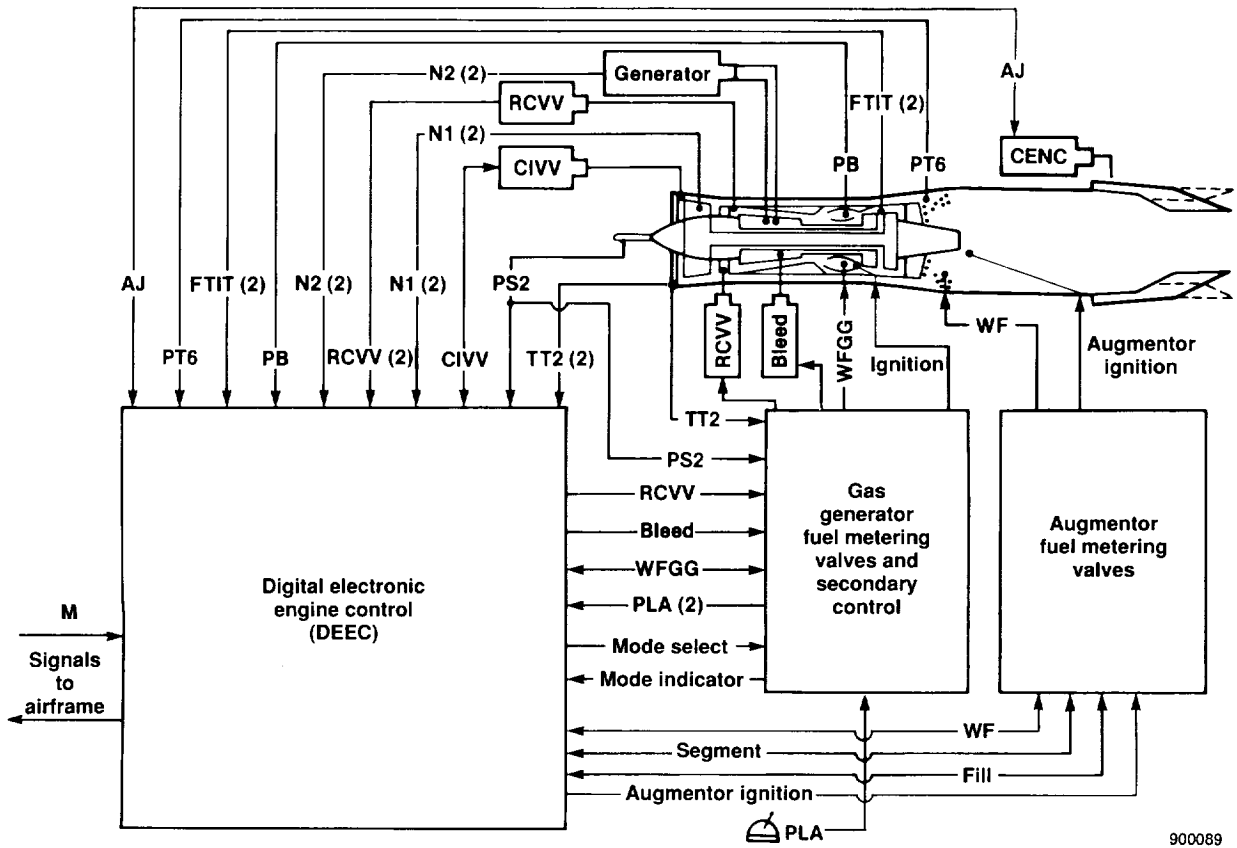 AJ
N2 (2)
Generator
FTIT (2)
RCVV
N1 (2)
CENC
CIVV
PB
PT6
AJ
FTIT (2)
N2 (2)
N1 (2)
PS2
PT6
PB
RCVV (2)
CIVV
TT2 (2)
RCVV
Bleed
WFGG
Ignition
WF
Augmentor
ignition
TT2
PS2
RCVV
Bleed
WFGG
PLA (2)
Mode select
Mode indicator
Digital electronic
engine control
(DEEC)
Gas
generator
fuel metering
valves and
secondary
control
Augmentor
fuel metering
valves
M
Signals
to
airframe
WF
Segment
Fill
Augmentor ignition
PLA
900089